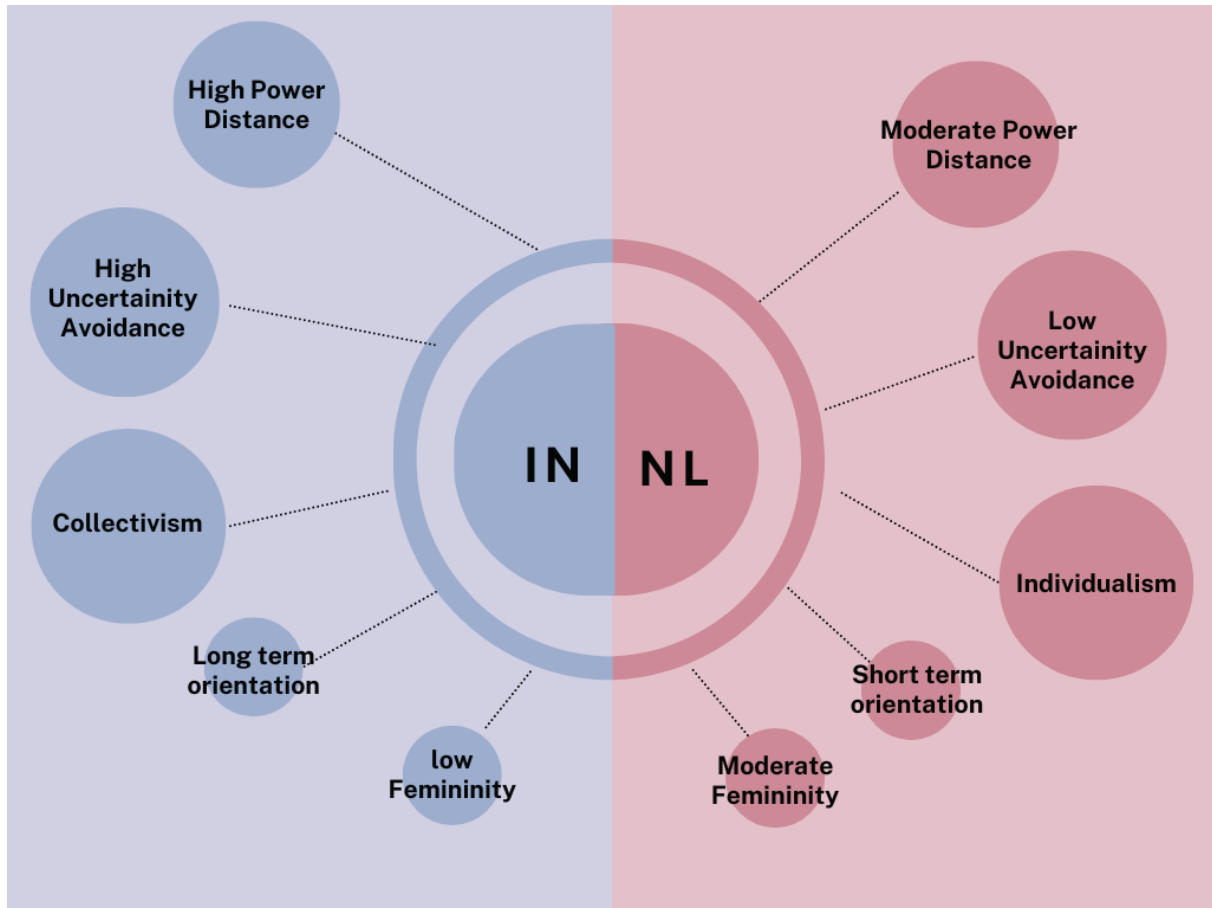 High Power
Distance
High
Uncertainity
Avoidance
Collectivism
Long term
orientation
low
Femininity
IN
NL
Moderate Power
Distance
Low
Uncertainity
Avoidance
Individualism
Short term
orientation
Moderate
Femininity